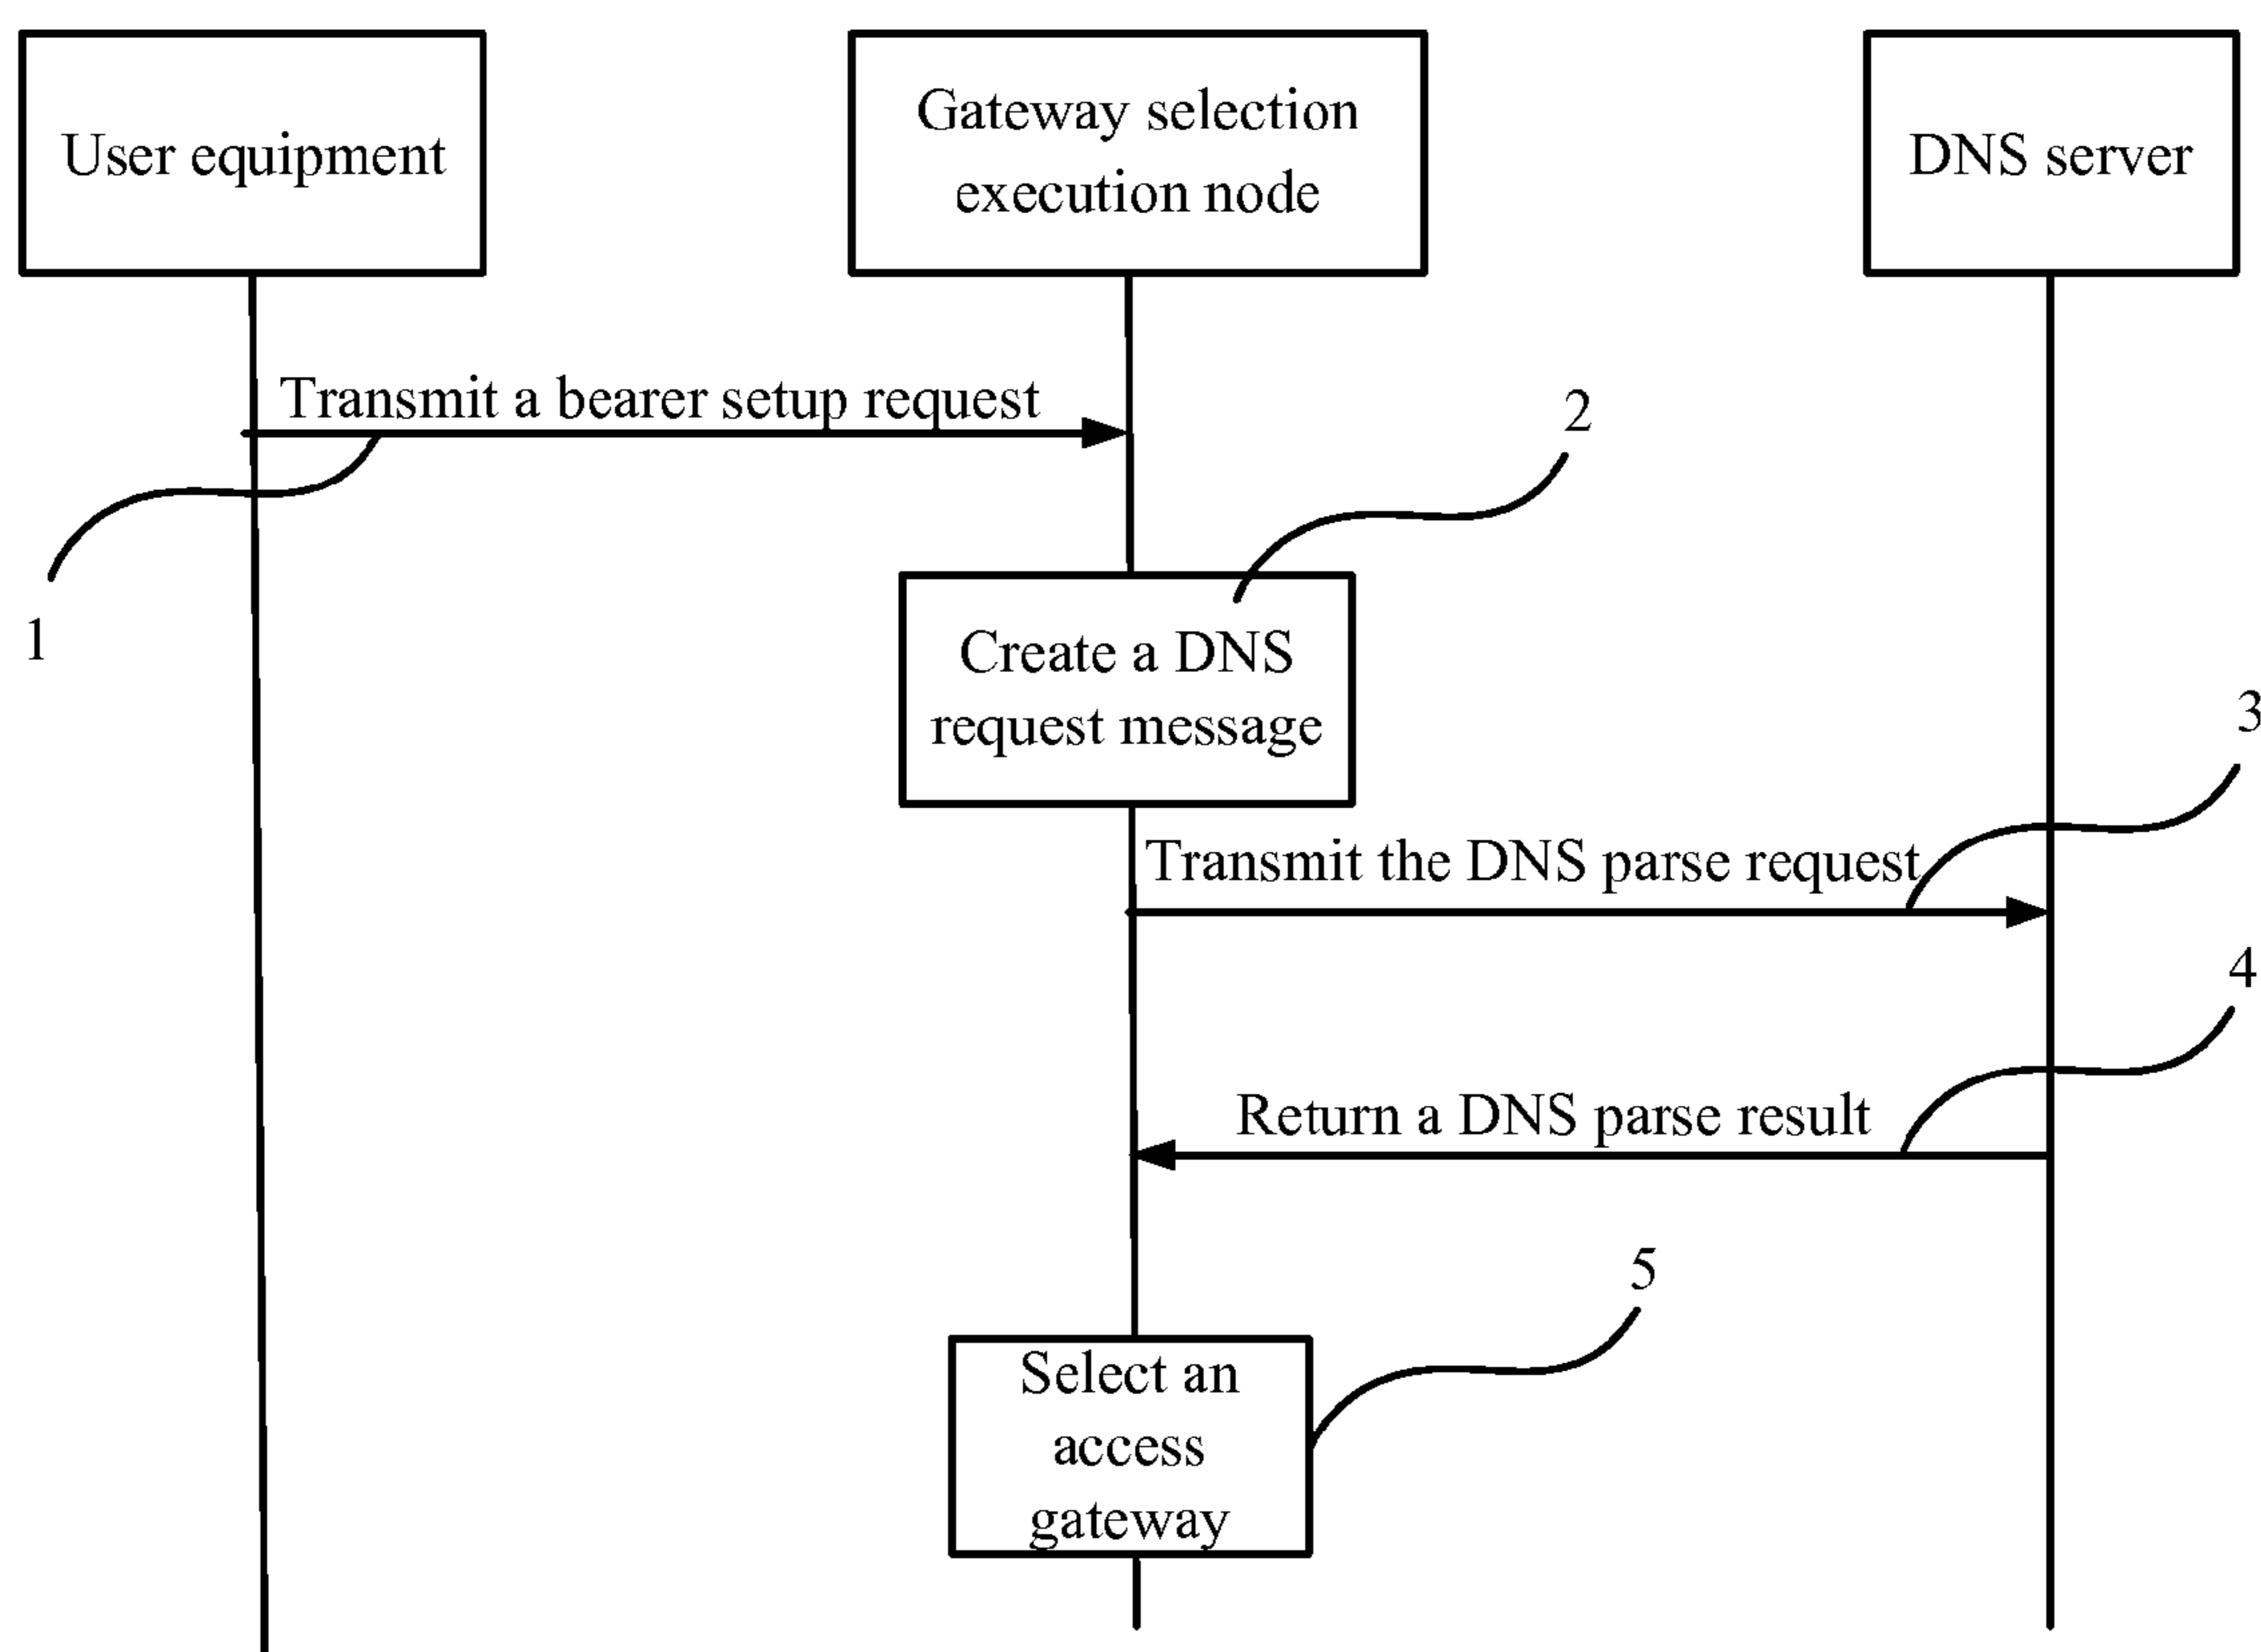 User equipment
Gateway selection
execution node
DNS server
Transmit a bearer setup request
2
1
Create a DNS
request message
3
Transmit the DNS parse request
4
Return a DNS parse result
5
Select an
access
gateway